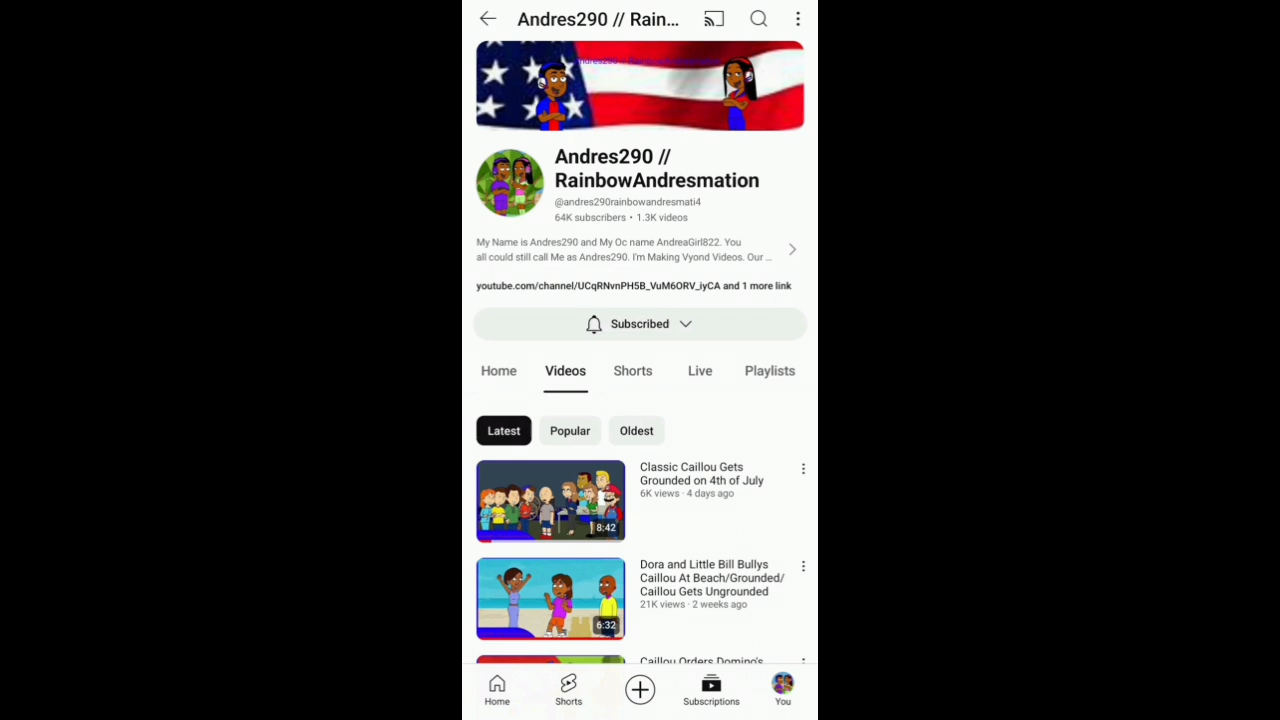 Andres290 // Rain...
Andres290 //
RainbowAndresmation
@andres290rainbowandresmati4
64K subscribers • 1.3K videos
My Name is Andres290 and My Oc name AndreaGirl822. You
all could still call Me as Andres290. I'm Making Vyond Videos. Our ...
youtube.com/channel/UCqRNvnPH5B_VuM6ORV_iyCA and 1 more link
Subscribed
Home Videos Shorts Live Playlists
Latest Popular Oldest
Classic Caillou Gets
Grounded on 4th of July
6K views · 4 days ago
8:42
Dora and Little Bill Bullys
Caillou At Beach/Grounded/
Caillou Gets Ungrounded
21K views · 2 weeks ago
6:32
Caillou Orders Domino's
Home Shorts Subscriptions You